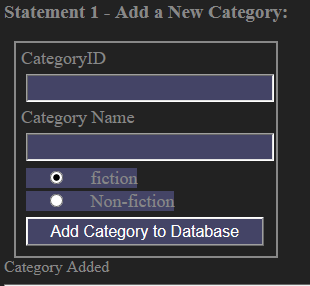 Statement 1 - Add a New Category:
CategoryID
Category Name
fiction
Non-fiction
Add Category to Database
Category Added